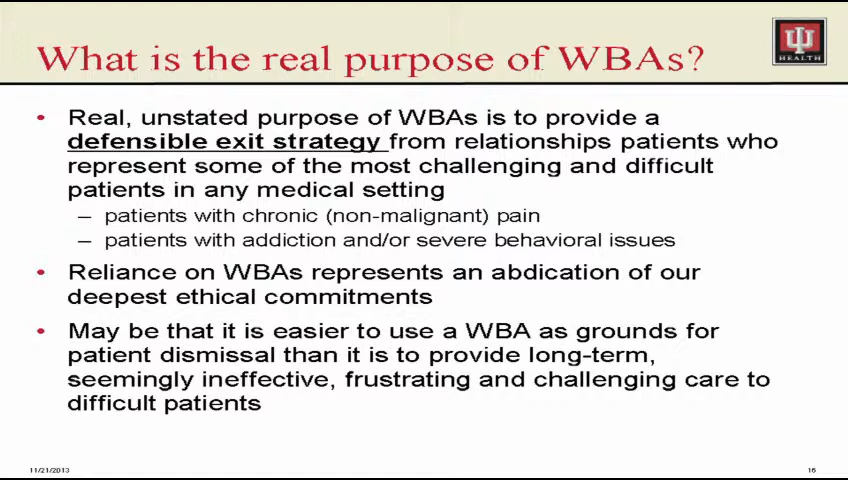 What is the real purpose of WBAs?
HEALTH
• Real, unstated purpose of WBAs is to provide a
defensible exit strategy from relationships patients who
represent some of the most challenging and difficult
patients in any medical setting
– patients with chronic (non-malignant) pain
– patients with addiction and/or severe behavioral issues
• Reliance on WBAs represents an abdication of our
deepest ethical commitments
• May be that it is easier to use a WBA as grounds for
patient dismissal than it is to provide long-term,
seemingly ineffective, frustrating and challenging care to
difficult patients
11/21/2013
16